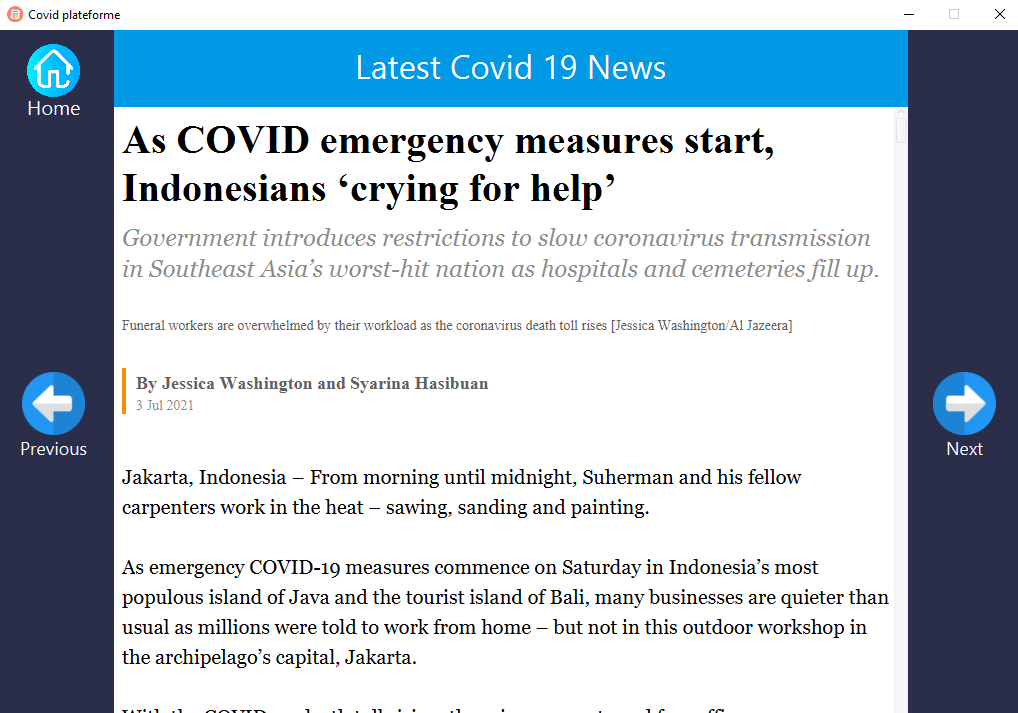 Covid plateforme
Latest Covid 19 News
Home
As COVID emergency measures start,
Indonesians ‘crying for help’
Government introduces restrictions to slow coronavirus transmission
in Southeast Asia’s worst-hit nation as hospitals and cemeteries fill up.
Funeral workers are overwhelmed by their workload as the coronavirus death toll rises [Jessica Washington/Al Jazeera]
By Jessica Washington and Syarina Hasibuan
3 Jul 2021
Previous
Next
Jakarta, Indonesia – From morning until midnight, Suherman and his fellow
carpenters work in the heat – sawing, sanding and painting.
As emergency COVID-19 measures commence on Saturday in Indonesia’s most
populous island of Java and the tourist island of Bali, many businesses are quieter than
usual as millions were told to work from home – but not in this outdoor workshop in
the archipelago’s capital, Jakarta.